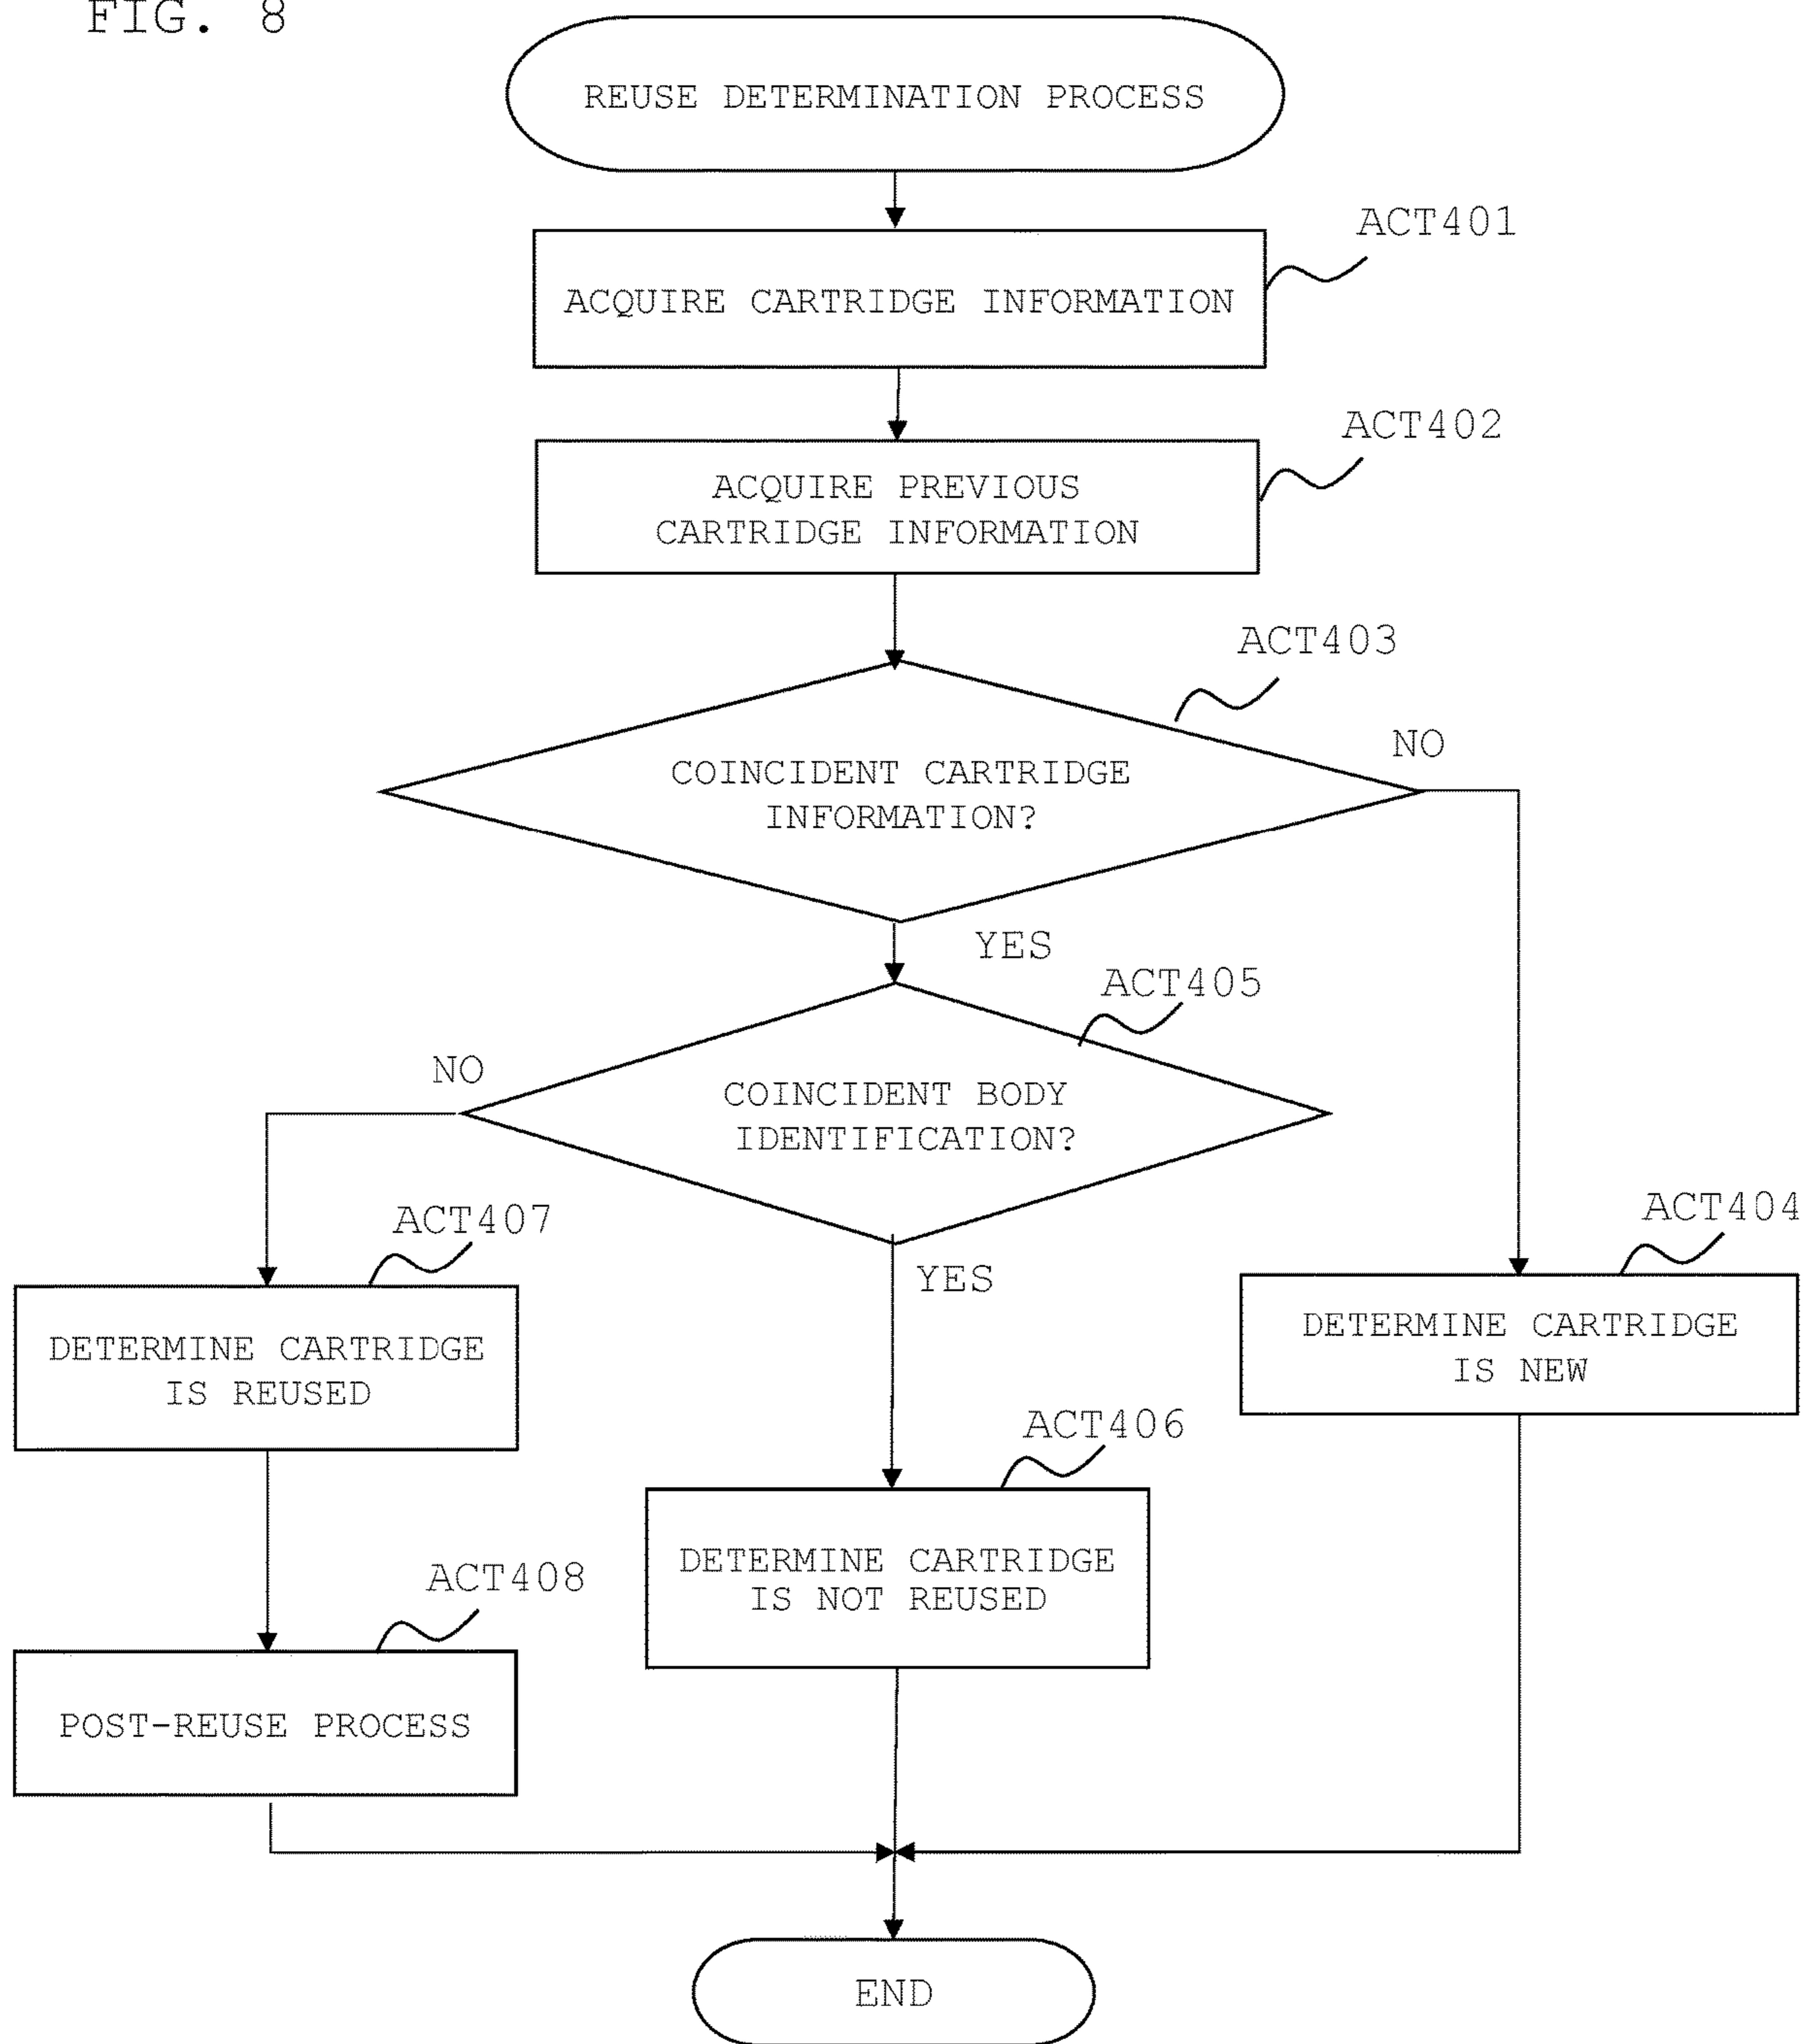 FIG. 8
REUSE DETERMINATION PROCESS
ACT401
ACQUIRE CARTRIDGE INFORMATION
ACT402
ACQUIRE PREVIOUS
CARTRIDGE INFORMATION
ACT403
NO
COINCIDENT CARTRIDGE
INFORMATION?
YES
ACT405
NO
COINCIDENT BODY
IDENTIFICATION?
ACT407
YES
ACT404
DETERMINE CARTRIDGE
IS REUSED
DETERMINE CARTRIDGE
IS NEW
ACT406
DETERMINE CARTRIDGE
IS NOT REUSED
ACT408
POST-REUSE PROCESS
END